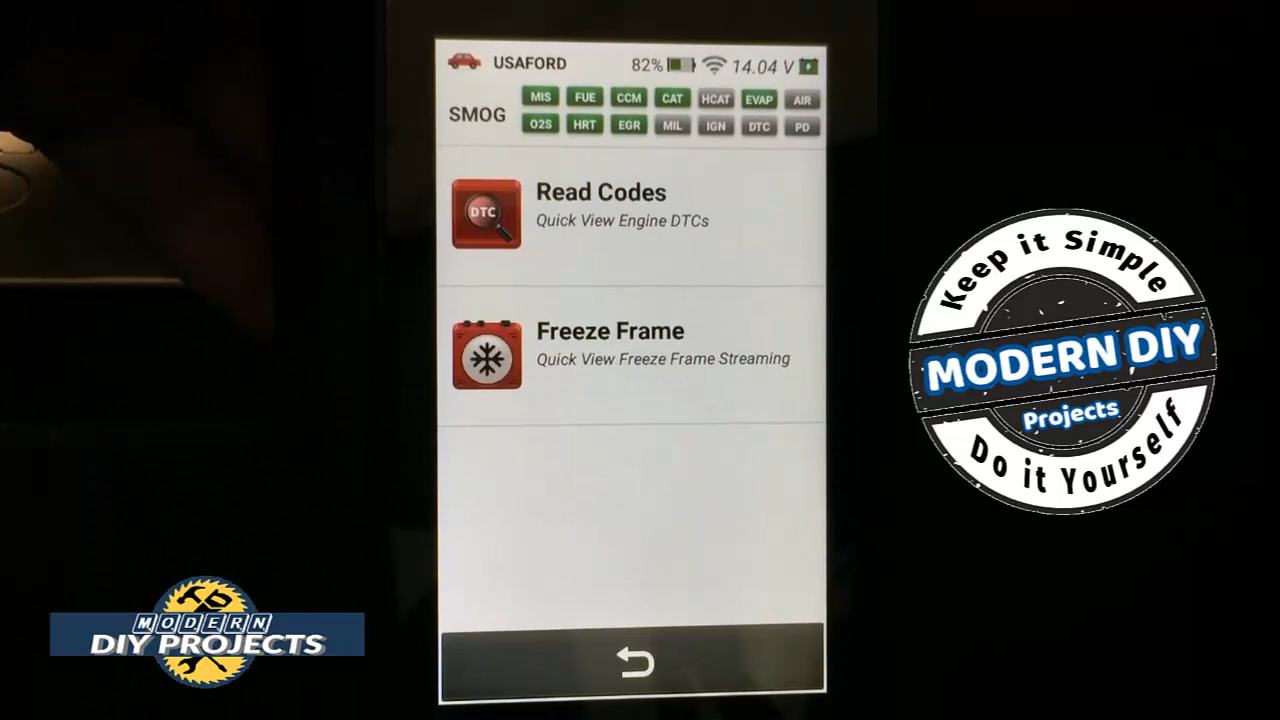 USAFORD 82% 14.04 V
SMOG
MIS FUE CCM CAT HCAT EVAP AIR
O2S HRT EGR MIL IGN DTC PD
DTC
Read Codes
Quick View Engine DTCs
Freeze Frame
Quick View Freeze Frame Streaming
Keep it Simple
MODERN DIY
Projects
Do it Yourself
MODERN
DIY PROJECTS